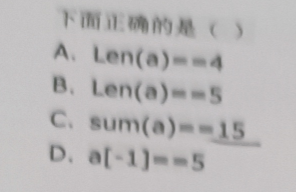 下面正确的是（ ）
A、Len(a)==4
B、Len(a)==5
C、sum(a)==15
D、a[-1]==5